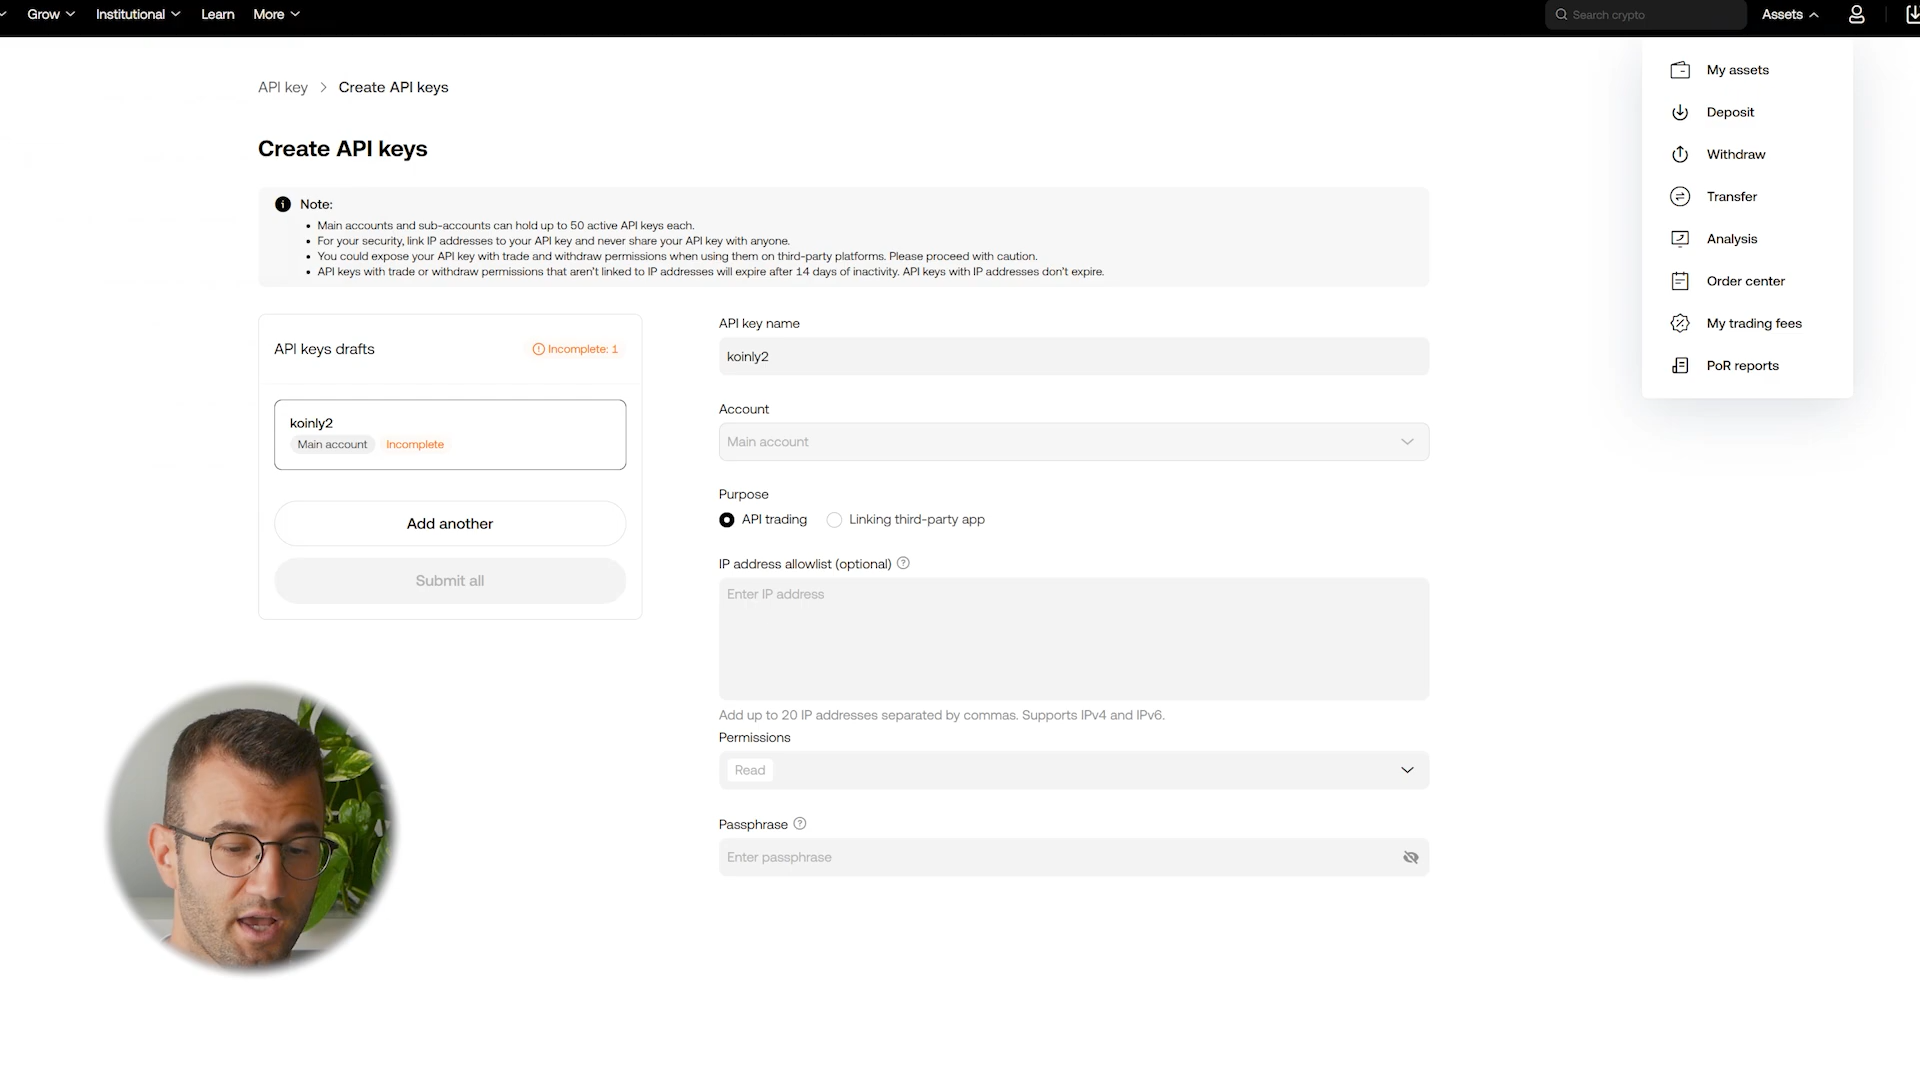 Grow
Institutional
Learn
More
Search crypto
Assets
My assets
Deposit
Withdraw
Transfer
Analysis
Order center
My trading fees
PoR reports
API key > Create API keys
Create API keys
Note:
• Main accounts and sub-accounts can hold up to 50 active API keys each.
• For your security, link IP addresses to your API key and never share your API key with anyone.
• You could expose your API key with trade and withdraw permissions when using them on third-party platforms. Please proceed with caution.
• API keys with trade or withdraw permissions that aren't linked to IP addresses will expire after 14 days of inactivity. API keys with IP addresses don't expire.
API keys drafts
Incomplete: 1
koinly2
Main account Incomplete
Add another
Submit all
API key name
koinly2
Account
Main account
Purpose
API trading
Linking third-party app
IP address allowlist (optional)
Enter IP address
Add up to 20 IP addresses separated by commas. Supports IPv4 and IPv6.
Permissions
Read
Passphrase
Enter passphrase